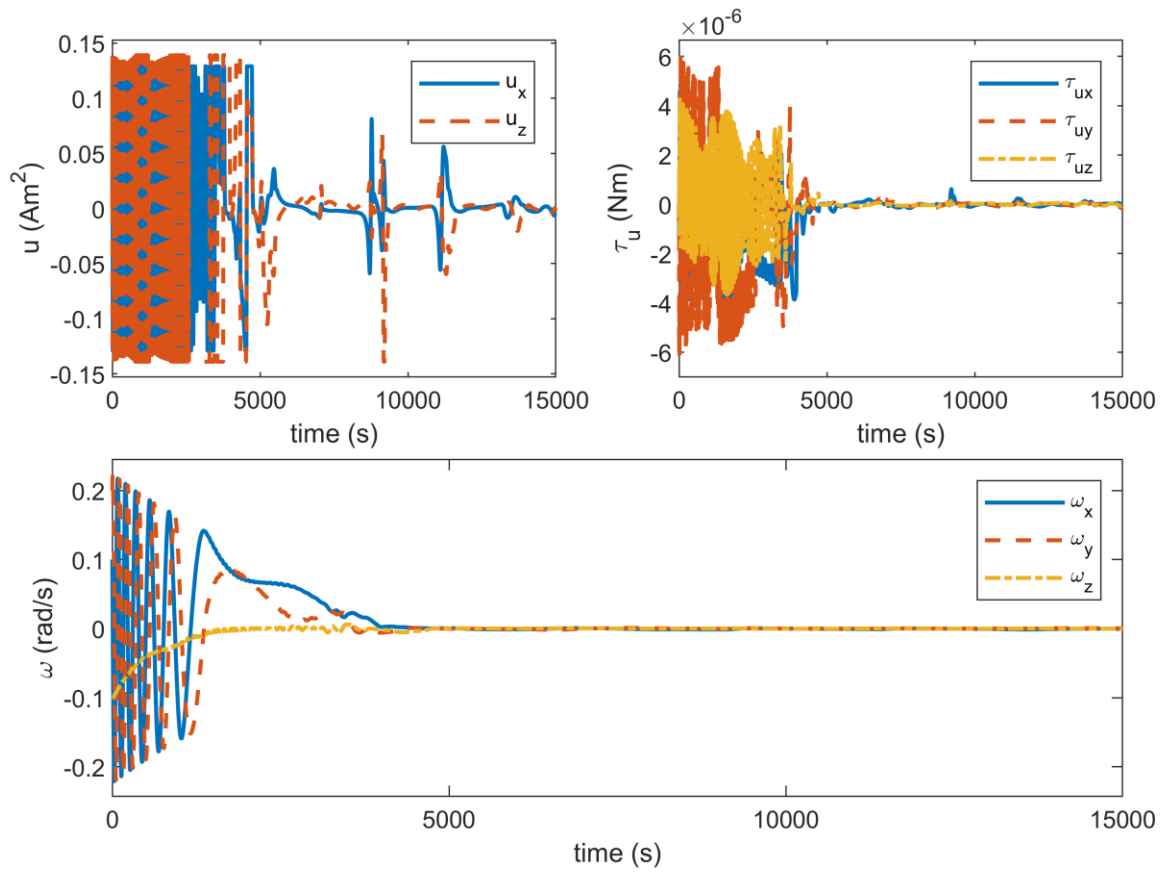 ×10⁻⁶
0.15
0.1
0.05
0
-0.05
-0.1
-0.15
u (Am²)
0 5000 10000 15000
time (s)
u_x
u_z
6
4
2
0
-2
-4
-6
τ_u (Nm)
0 5000 10000 15000
time (s)
τ_ux
τ_uy
τ_uz
0.2
0.1
0
-0.1
-0.2
ω (rad/s)
0 5000 10000 15000
time (s)
ω_x
ω_y
ω_z